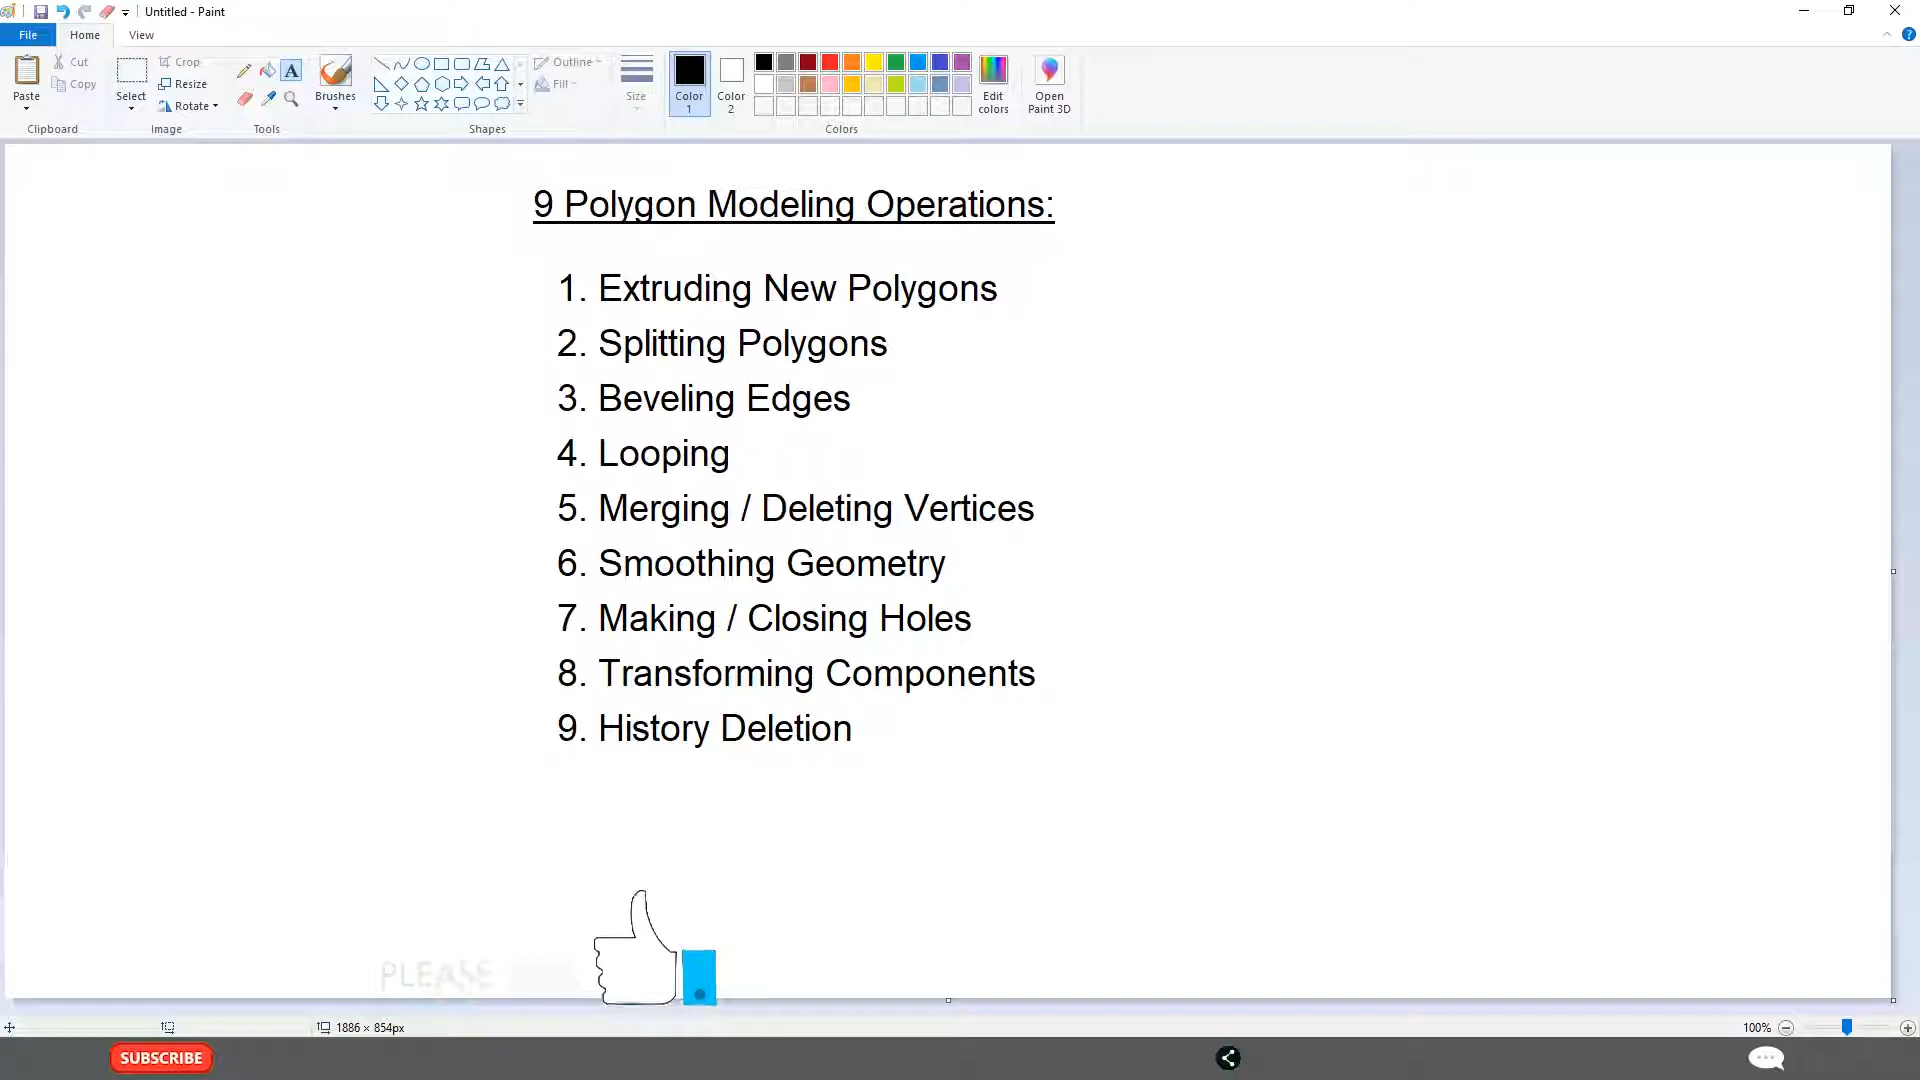 Untitled - Paint
File Home View
Paste
Cut
Copy
Clipboard
Select
Crop
Resize
Rotate
Image
Tools
Brushes
Shapes
Outline
Fill
Size
Color 1
Color 2
Colors
Edit colors
Open Paint 3D
9 Polygon Modeling Operations:
1. Extruding New Polygons
2. Splitting Polygons
3. Beveling Edges
4. Looping
5. Merging / Deleting Vertices
6. Smoothing Geometry
7. Making / Closing Holes
8. Transforming Components
9. History Deletion
PLEASE
1886 × 854px
100%
SUBSCRIBE